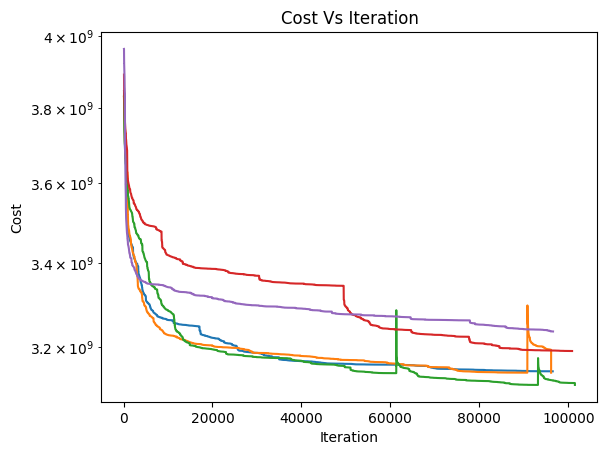 Cost Vs Iteration
4 × 10⁹
3.8 × 10⁹
3.6 × 10⁹
3.4 × 10⁹
3.2 × 10⁹
Cost
0 20000 40000 60000 80000 100000
Iteration